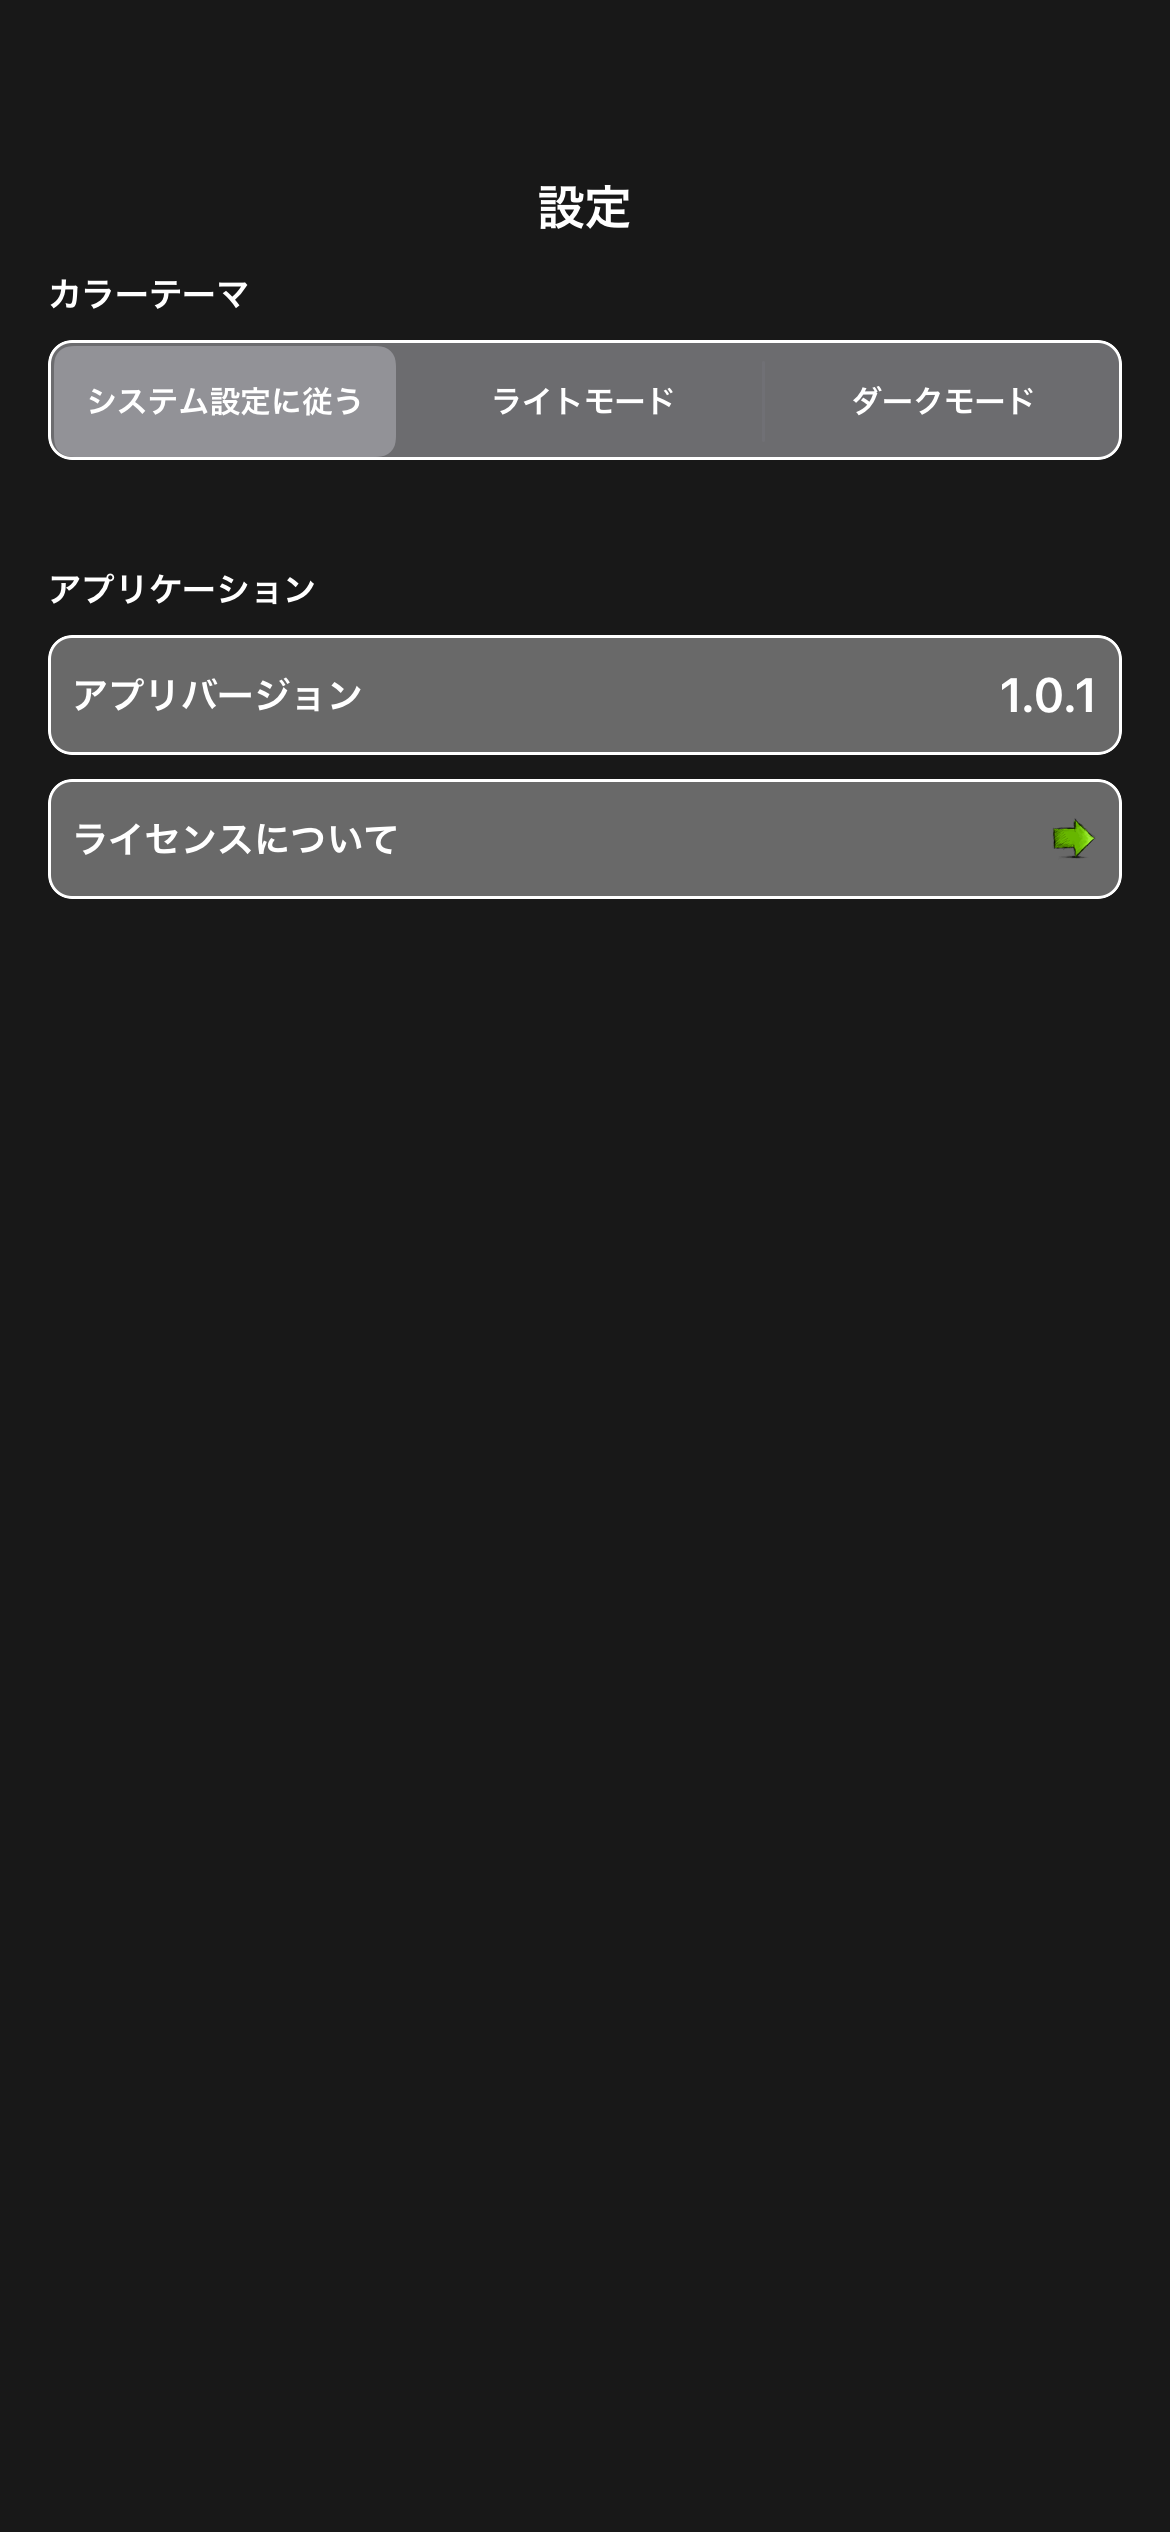 設定
カラーテーマ
システム設定に従う ライトモード ダークモード
アプリケーション
アプリバージョン 1.0.1
ライセンスについて